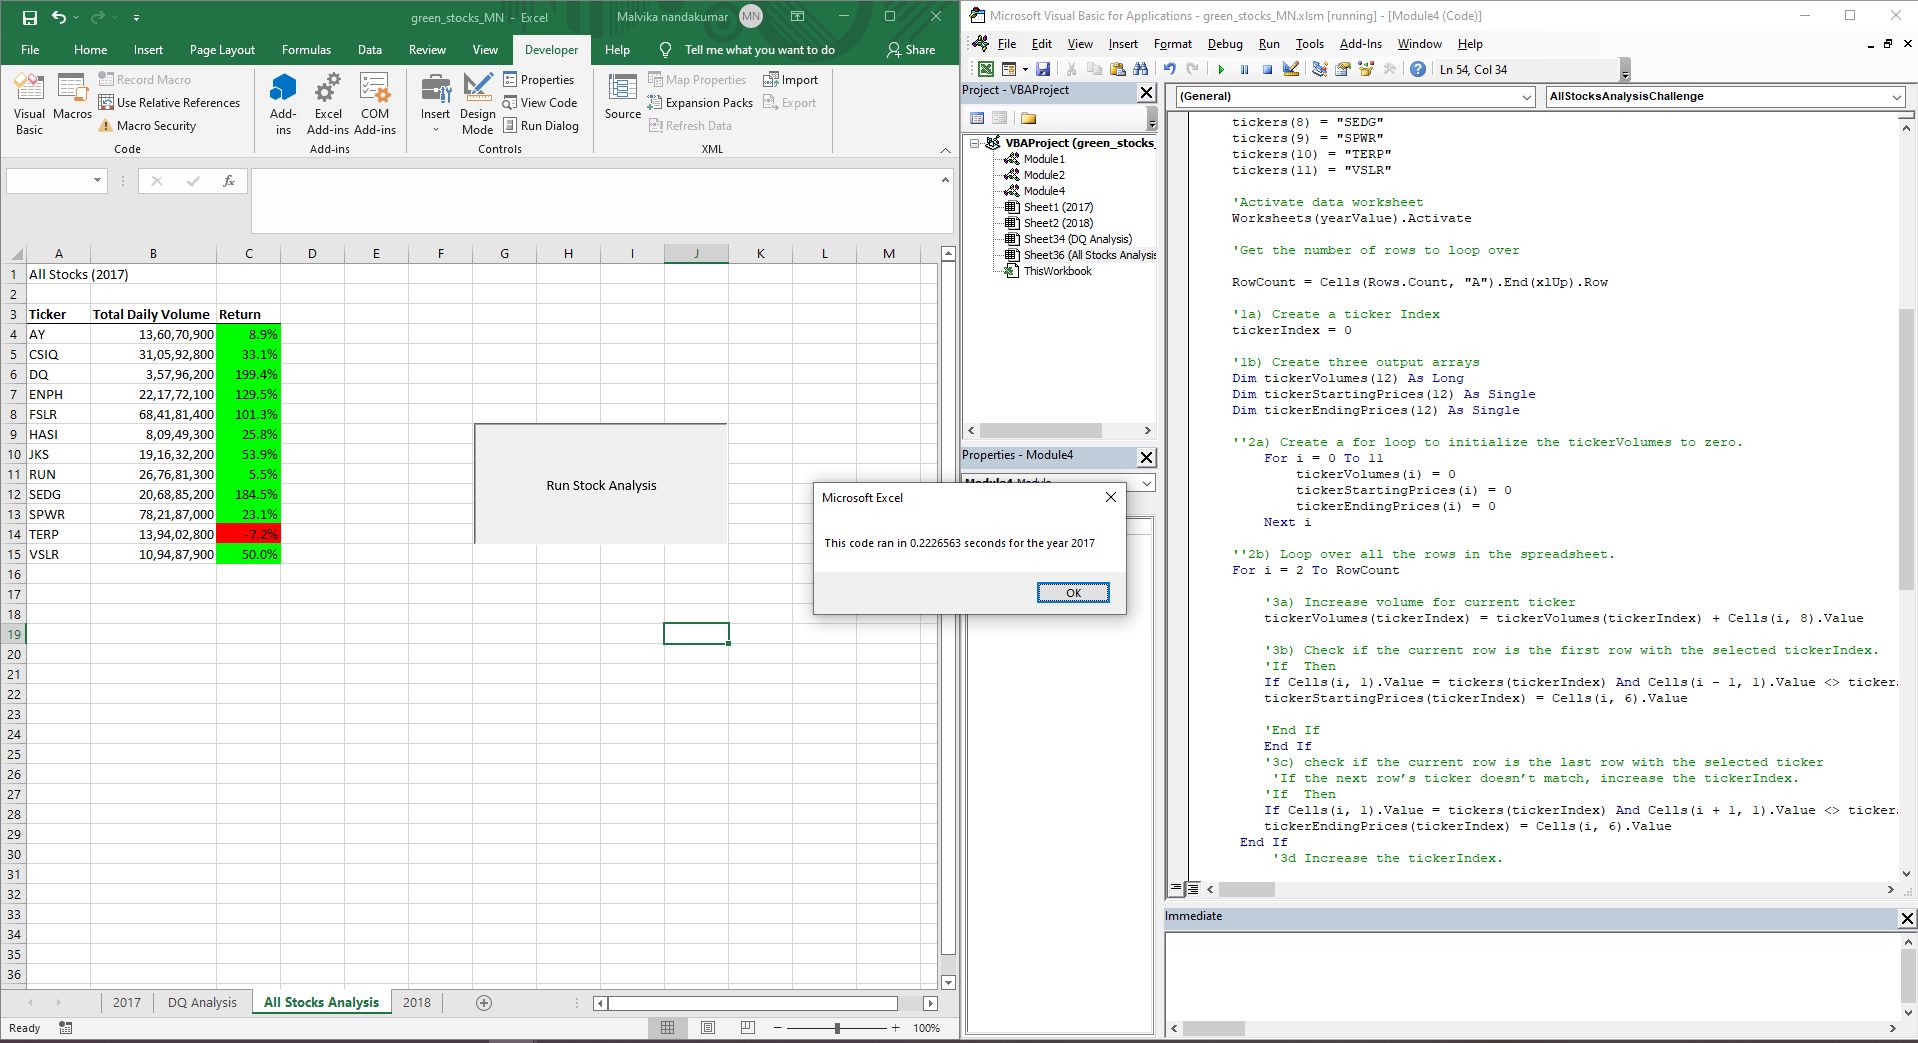 green_stocks_MN - Excel
Malvika nandakumar MN
File Home Insert Page Layout Formulas Data Review View Developer Help Tell me what you want to do Share
Visual Basic
Macros
Record Macro
Use Relative References
Macro Security
Code
Add-ins
Excel Add-ins
COM Add-ins
Add-ins
Insert
Design Mode
Properties
View Code
Run Dialog
Controls
Source
Map Properties
Expansion Packs
Refresh Data
Import
Export
XML
fx
A B C D E F G H I J K L M
1 All Stocks (2017)
2
3 Ticker Total Daily Volume Return
4 AY 13,60,70,900 8.9%
5 CSIQ 31,05,92,800 33.1%
6 DQ 3,57,96,200 199.4%
7 ENPH 22,17,72,100 129.5%
8 FSLR 68,41,81,400 101.3%
9 HASI 8,09,49,300 25.8%
10 JKS 19,16,32,200 53.9%
11 RUN 26,76,81,300 5.5%
12 SEDG 20,68,85,200 184.5%
13 SPWR 78,21,87,000 23.1%
14 TERP 13,94,02,800 -7.2%
15 VSLR 10,94,87,900 50.0%
16
17
18
19
20
21
22
23
24
25
26
27
28
29
30
31
32
33
34
35
36
Run Stock Analysis
2017 DQ Analysis All Stocks Analysis 2018
Ready
100%
Microsoft Excel
This code ran in 0.2226563 seconds for the year 2017
OK
Microsoft Visual Basic for Applications - green_stocks_MN.xlsm [running] - [Module4 (Code)]
File Edit View Insert Format Debug Run Tools Add-Ins Window Help
Ln 54, Col 34
Project - VBAProject
VBAProject (green_stocks_
Module1
Module2
Module4
Sheet1 (2017)
Sheet2 (2018)
Sheet34 (DQ Analysis)
Sheet36 (All Stocks Analysis
ThisWorkbook
Properties - Module4
Module4 Module
(General)
AllStocksAnalysisChallenge
tickers(8) = "SEDG"
tickers(9) = "SPWR"
tickers(10) = "TERP"
tickers(11) = "VSLR"
'Activate data worksheet
Worksheets(yearValue).Activate
'Get the number of rows to loop over
RowCount = Cells(Rows.Count, "A").End(xlUp).Row
'1a) Create a ticker Index
tickerIndex = 0
'1b) Create three output arrays
Dim tickerVolumes(12) As Long
Dim tickerStartingPrices(12) As Single
Dim tickerEndingPrices(12) As Single
''2a) Create a for loop to initialize the tickerVolumes to zero.
For i = 0 To 11
tickerVolumes(i) = 0
tickerStartingPrices(i) = 0
tickerEndingPrices(i) = 0
Next i
''2b) Loop over all the rows in the spreadsheet.
For i = 2 To RowCount
'3a) Increase volume for current ticker
tickerVolumes(tickerIndex) = tickerVolumes(tickerIndex) + Cells(i, 8).Value
'3b) Check if the current row is the first row with the selected tickerIndex.
'If  Then
If Cells(i, 1).Value = tickers(tickerIndex) And Cells(i - 1, 1).Value <> ticker
tickerStartingPrices(tickerIndex) = Cells(i, 6).Value
'End If
End If
'3c) check if the current row is the last row with the selected ticker
'If the next row's ticker doesn't match, increase the tickerIndex.
'If  Then
If Cells(i, 1).Value = tickers(tickerIndex) And Cells(i + 1, 1).Value <> ticker
tickerEndingPrices(tickerIndex) = Cells(i, 6).Value
End If
'3d Increase the tickerIndex.
Immediate